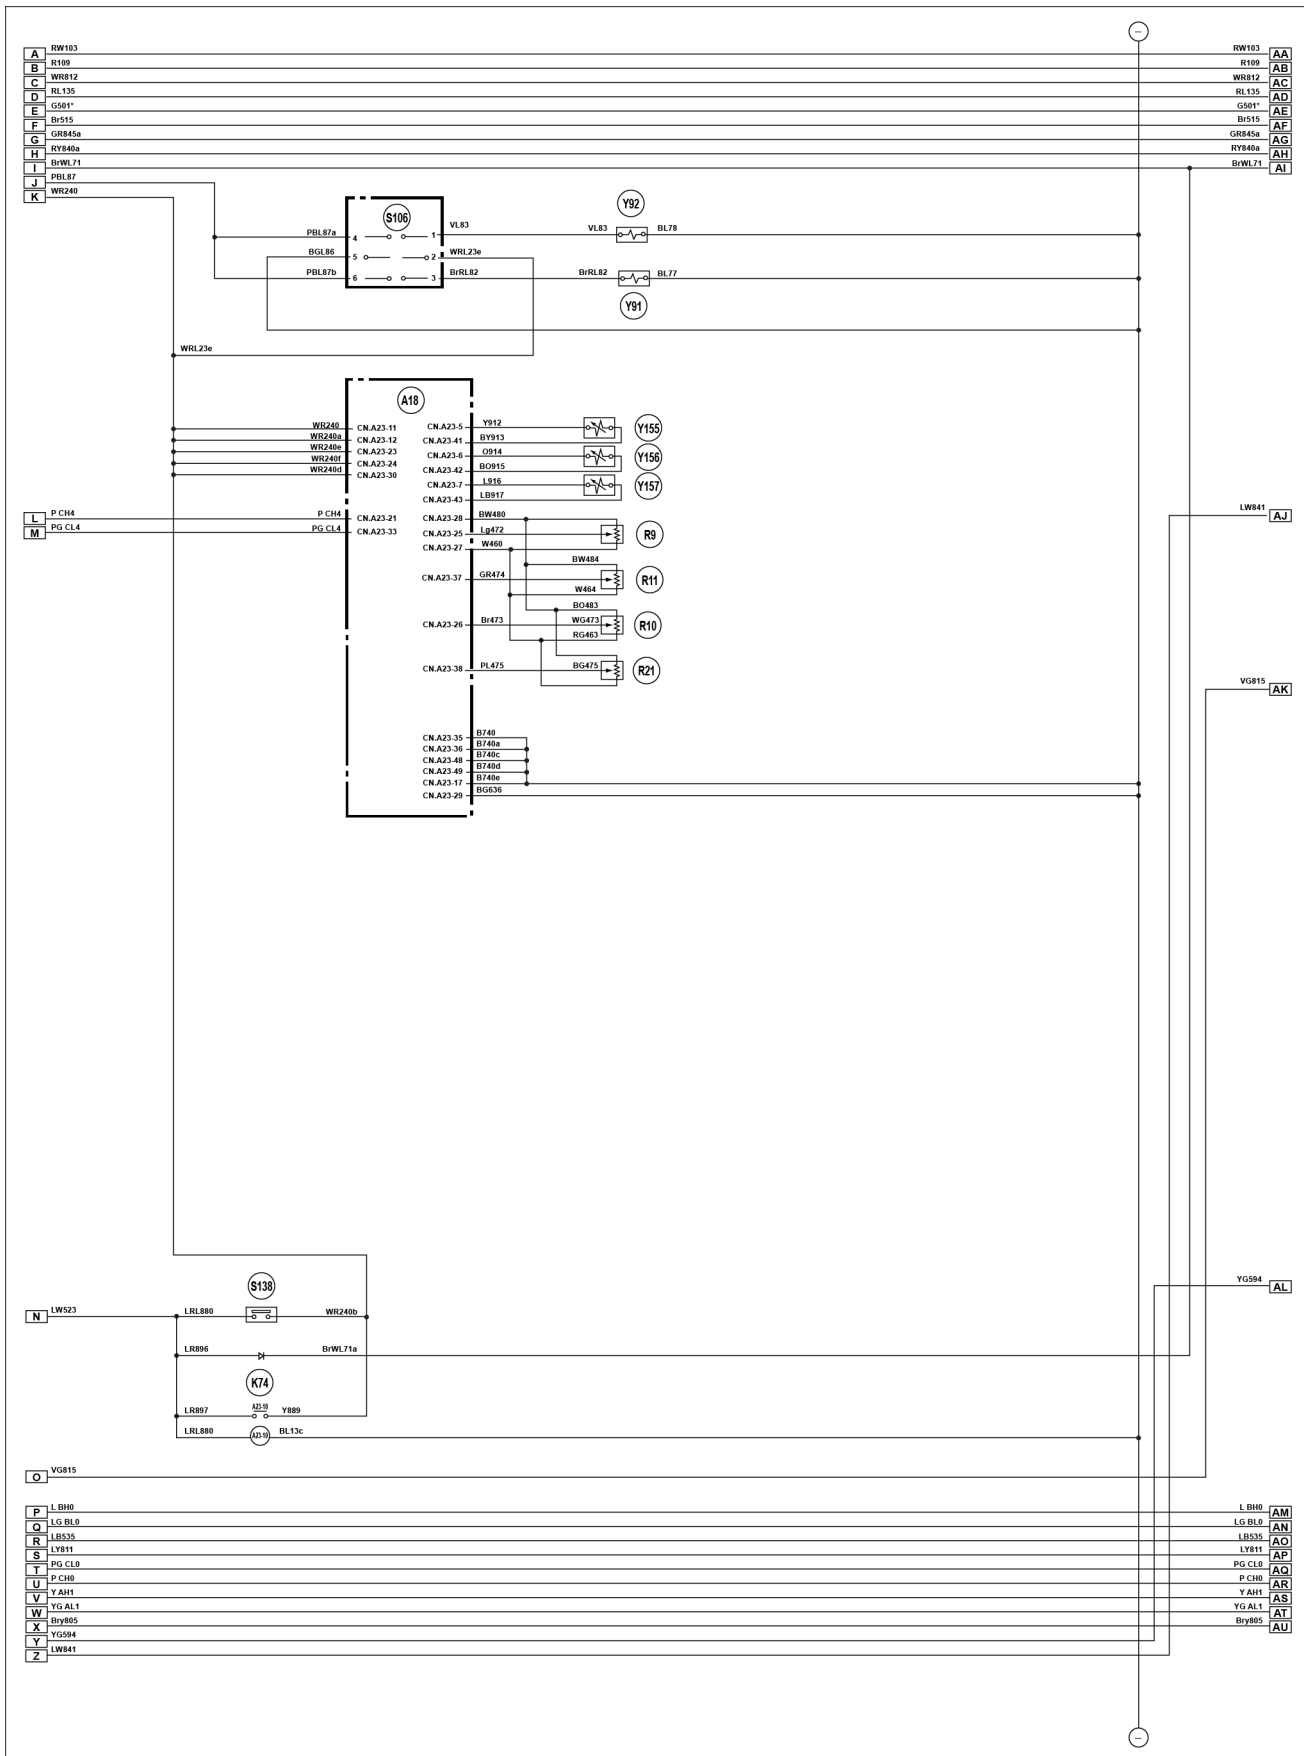 −
A RW103 RW103 AA
B R109 R109 AB
C WR812 WR812 AC
D RL135 RL135 AD
E G501* G501* AE
F Br515 Br515 AF
G GR845a GR845a AG
H RY840a RY840a AH
I BrWL71 BrWL71 AI
J PBL87
K WR240
S106
Y92
PBL87a 4 1 VL83 VL83 BL78
BGL86 5 2 WRL23e
PBL87b 6 3 BrRL82 BrRL82 BL77
Y91
WRL23e
A18
WR240 CN.A23-11
WR240a CN.A23-12
WR240e CN.A23-23
WR240f CN.A23-24
WR240d CN.A23-30
CN.A23-5 Y912 Y155
CN.A23-41 BY913
CN.A23-6 O914 Y156
CN.A23-42 BO915
CN.A23-7 L916 Y157
CN.A23-43 LB917
L P CH4 P CH4 CN.A23-21
M PG CL4 PG CL4 CN.A23-33
CN.A23-28 BW480
CN.A23-25 Lg472 R9
CN.A23-27 W460
LW841 AJ
BW484
CN.A23-37 GR474 R11
W464
BO483
CN.A23-26 Br473 WG473 R10
RG463
CN.A23-38 PL475 BG475 R21
VG815 AK
CN.A23-35 B740
CN.A23-36 B740a
CN.A23-48 B740c
CN.A23-49 B740d
CN.A23-17 B740e
CN.A23-29 BG636
S138
YG594 AL
N LW523 LRL880 WR240b
LR896 BrWL71a
K74
LR897 A23-10 Y889
LRL880 A23-10 BL13c
O VG815
P L BH0 L BH0 AM
Q LG BL0 LG BL0 AN
R LB535 LB535 AO
S LY811 LY811 AP
T PG CL0 PG CL0 AQ
U P CH0 P CH0 AR
V Y AH1 Y AH1 AS
W YG AL1 YG AL1 AT
X Bry805 Bry805 AU
Y YG594
Z LW841
−